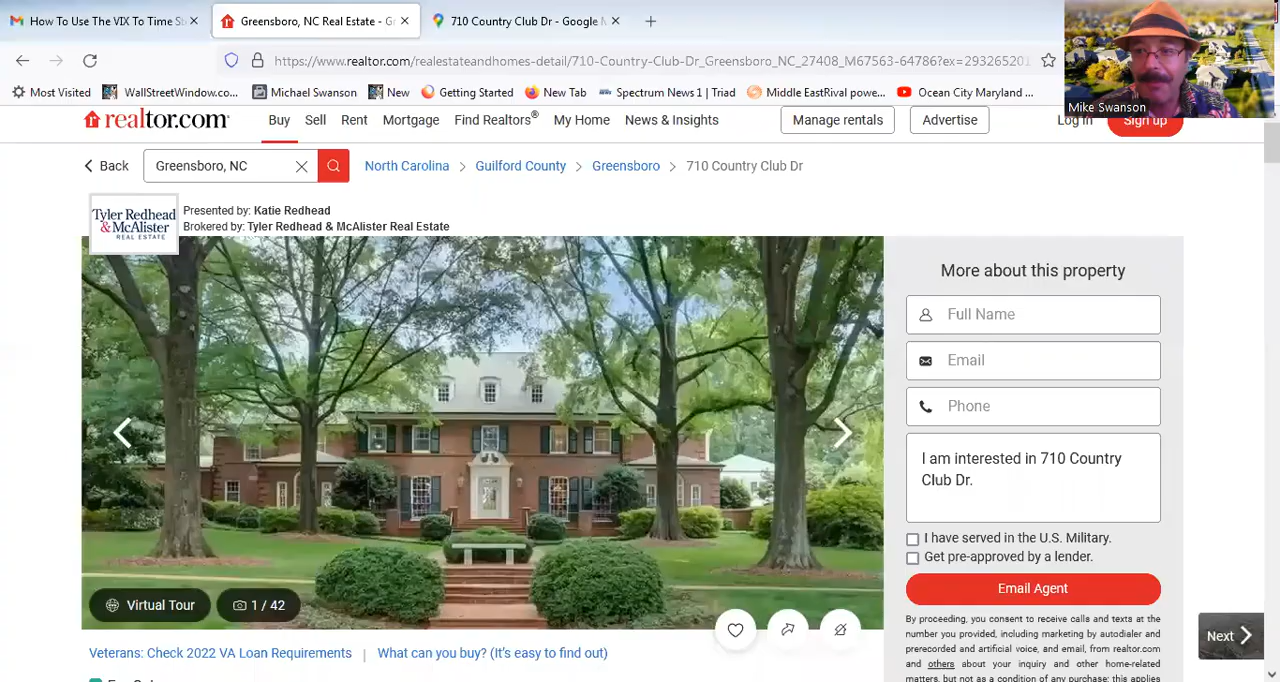 How To Use The VIX To Time St
Greensboro, NC Real Estate - Gr
710 Country Club Dr - Google M
https://www.realtor.com/realestateandhomes-detail/710-Country-Club-Dr_Greensboro_NC_27408_M67563-64786?ex=293265201
Most Visited
WallStreetWindow.co...
Michael Swanson
New
Getting Started
New Tab
Spectrum News 1 | Triad
Middle EastRival powe...
Ocean City Maryland ...
Mike Swanson
realtor.com®
Buy Sell Rent Mortgage Find Realtors® My Home News & Insights
Manage rentals
Advertise
Log in
Sign up
Back
Greensboro, NC
North Carolina > Guilford County > Greensboro > 710 Country Club Dr
Tyler Redhead
& McAlister
REAL ESTATE
Presented by: Katie Redhead
Brokered by: Tyler Redhead & McAlister Real Estate
Virtual Tour
1 / 42
Veterans: Check 2022 VA Loan Requirements | What can you buy? (It's easy to find out)
More about this property
Full Name
Email
Phone
I am interested in 710 Country
Club Dr.
I have served in the U.S. Military.
Get pre-approved by a lender.
Email Agent
By proceeding, you consent to receive calls and texts at the
number you provided, including marketing by autodialer and
prerecorded and artificial voice, and email, from realtor.com
and others about your inquiry and other home-related
matters, but not as a condition of any purchase; this applies
Next